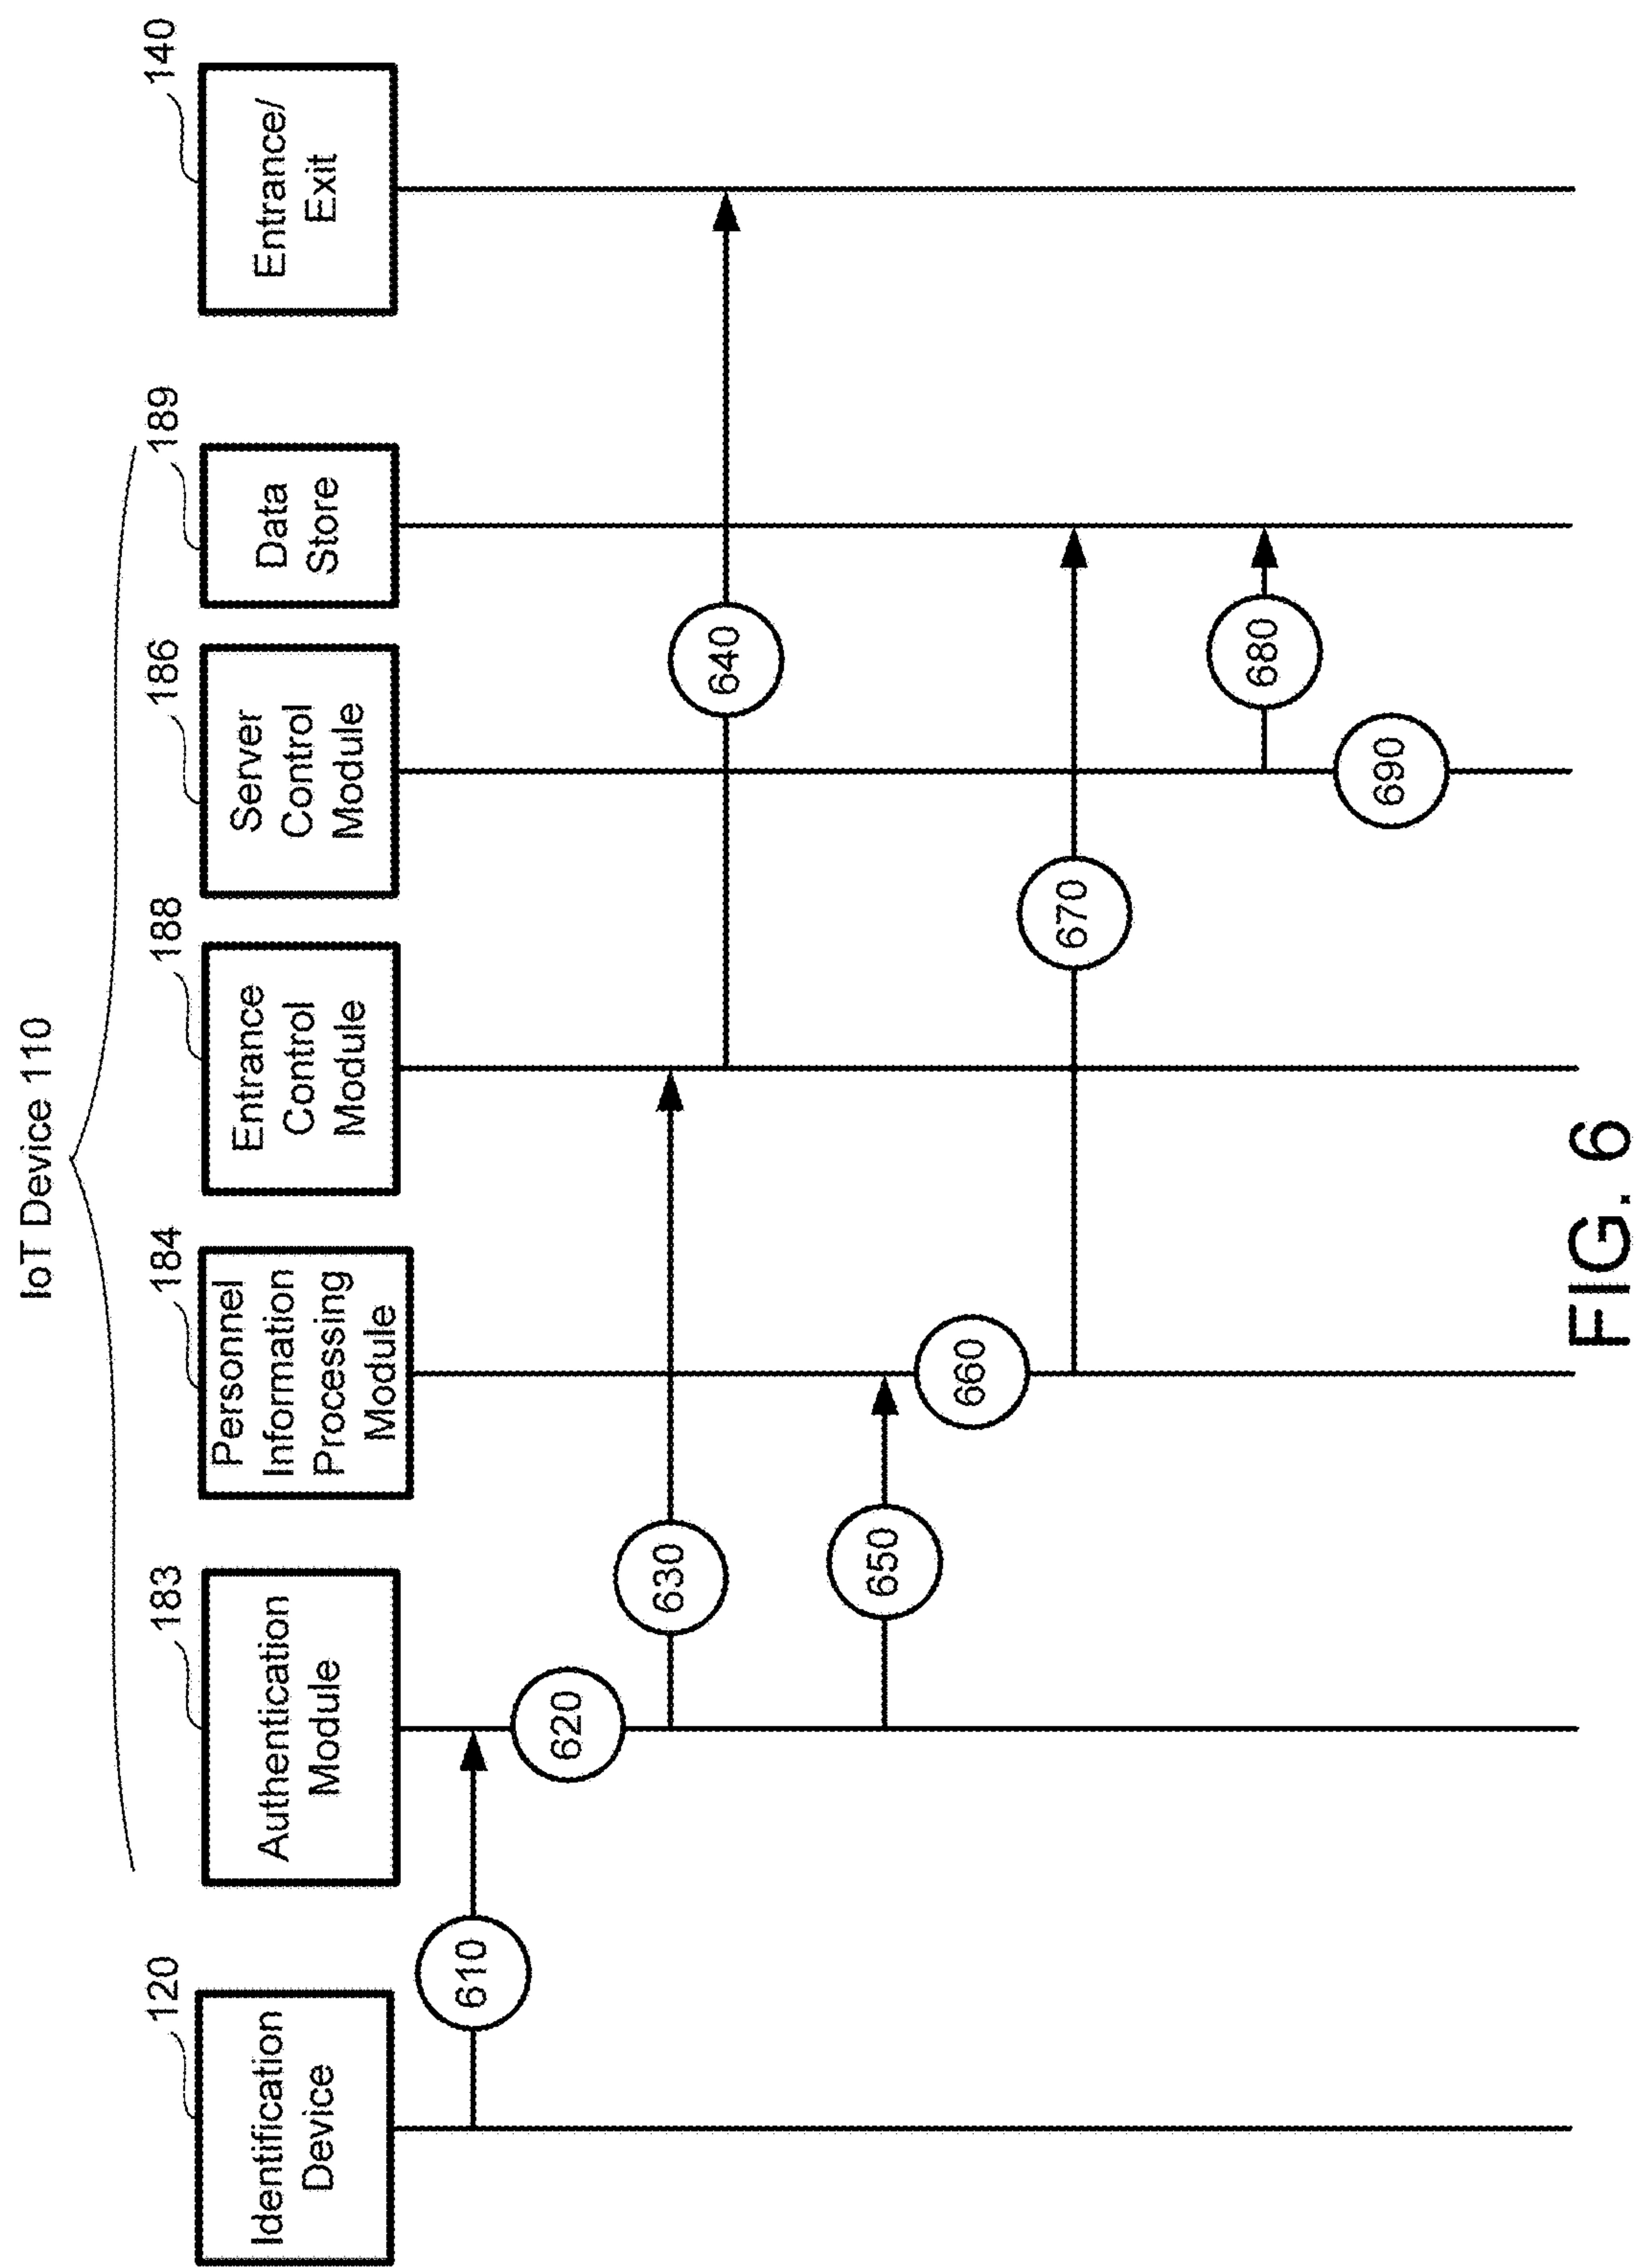 IoT Device 110
120
183
184
188
186
189
140
Identification
Device
Authentication
Module
Personnel
Information
Processing
Module
Entrance
Control
Module
Server
Control
Module
Data
Store
Entrance/
Exit
610
620
630
640
650
660
670
680
690
FIG. 6